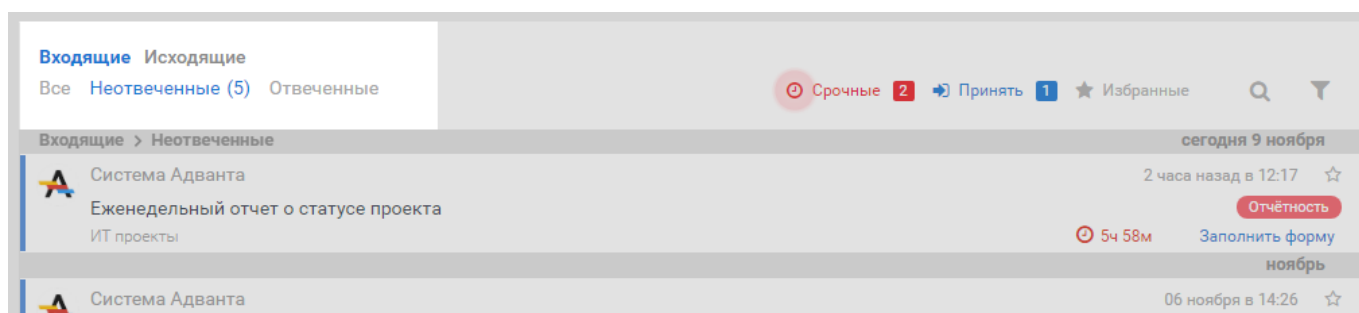 Входящие Исходящие
Все Неотвеченные (5) Отвеченные
Срочные 2 Принять 1 Избранные
Входящие > Неотвеченные сегодня 9 ноября
Система Адванта 2 часа назад в 12:17
Еженедельный отчет о статусе проекта Отчётность
ИТ проекты 5ч 58м Заполнить форму
ноябрь
Система Адванта 06 ноября в 14:26